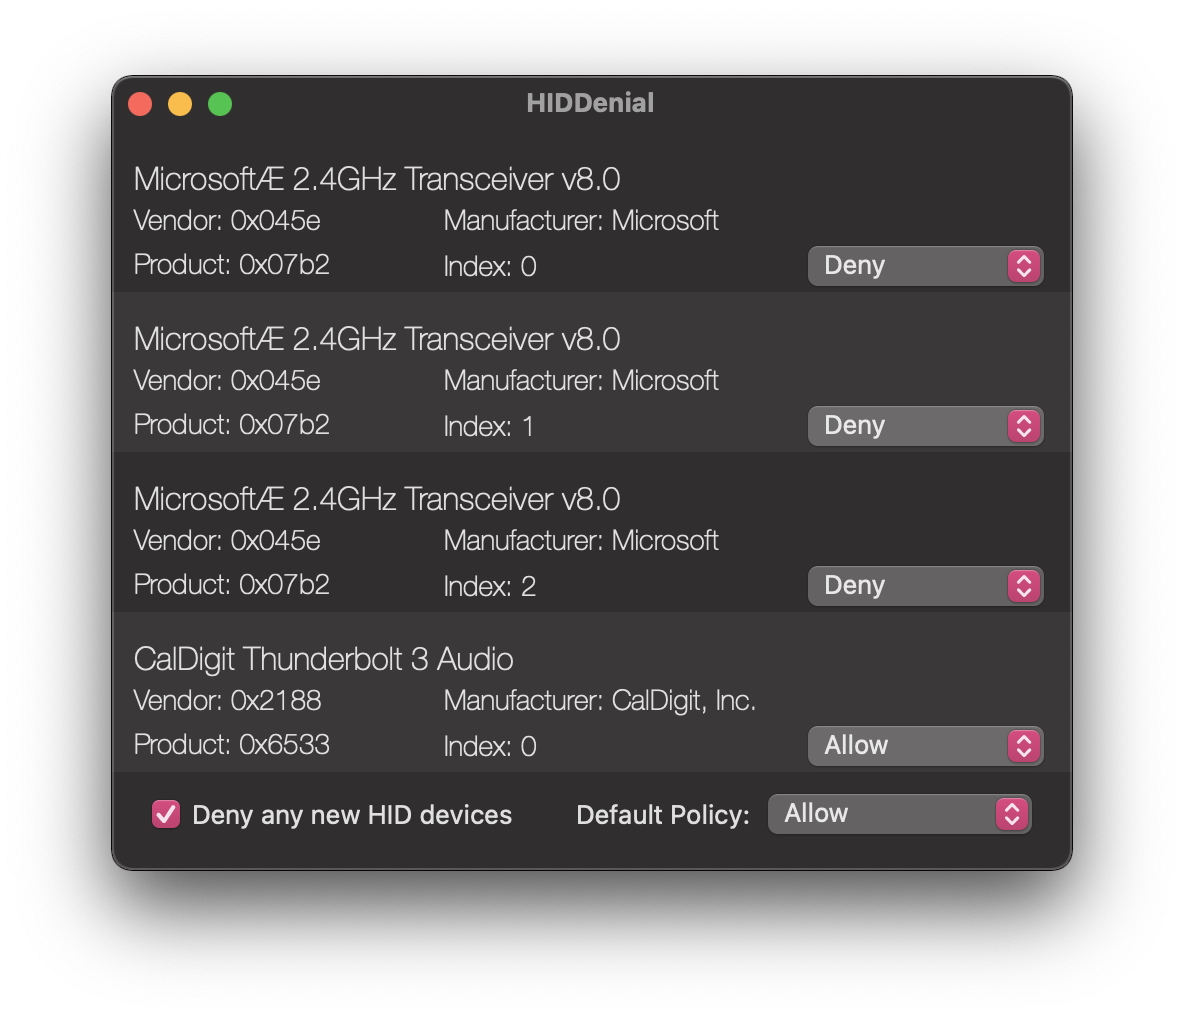 HIDDenial
MicrosoftÆ 2.4GHz Transceiver v8.0
Vendor: 0x045e Manufacturer: Microsoft
Product: 0x07b2 Index: 0 Deny
MicrosoftÆ 2.4GHz Transceiver v8.0
Vendor: 0x045e Manufacturer: Microsoft
Product: 0x07b2 Index: 1 Deny
MicrosoftÆ 2.4GHz Transceiver v8.0
Vendor: 0x045e Manufacturer: Microsoft
Product: 0x07b2 Index: 2 Deny
CalDigit Thunderbolt 3 Audio
Vendor: 0x2188 Manufacturer: CalDigit, Inc.
Product: 0x6533 Index: 0 Allow
Deny any new HID devices Default Policy: Allow